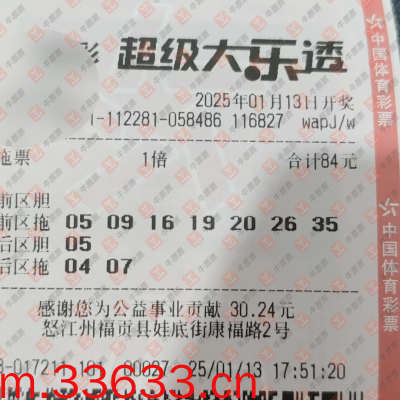 彩 超级大乐透
2025年01月13日开奖
-112281-058486 116827 wapJ/w
拖票 1倍 合计84元
前区胆
前区拖 05 09 16 19 20 26 35
后区胆 05
后区拖 04 07
感谢您为公益事业贡献 30.24元
怒江州福贡县娃底街康福路2号
-017211 101 00027 25/01/13 17:51:20
m.33633.cn
中国体育彩票
中国体育彩票